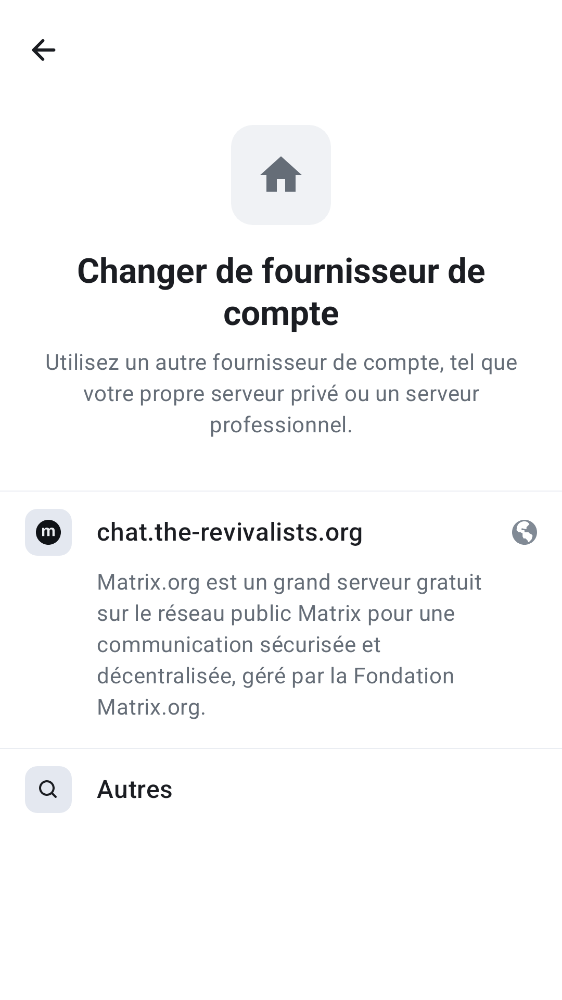 Changer de fournisseur de
compte
Utilisez un autre fournisseur de compte, tel que
votre propre serveur privé ou un serveur
professionnel.
m
chat.the-revivalists.org
Matrix.org est un grand serveur gratuit
sur le réseau public Matrix pour une
communication sécurisée et
décentralisée, géré par la Fondation
Matrix.org.
Autres